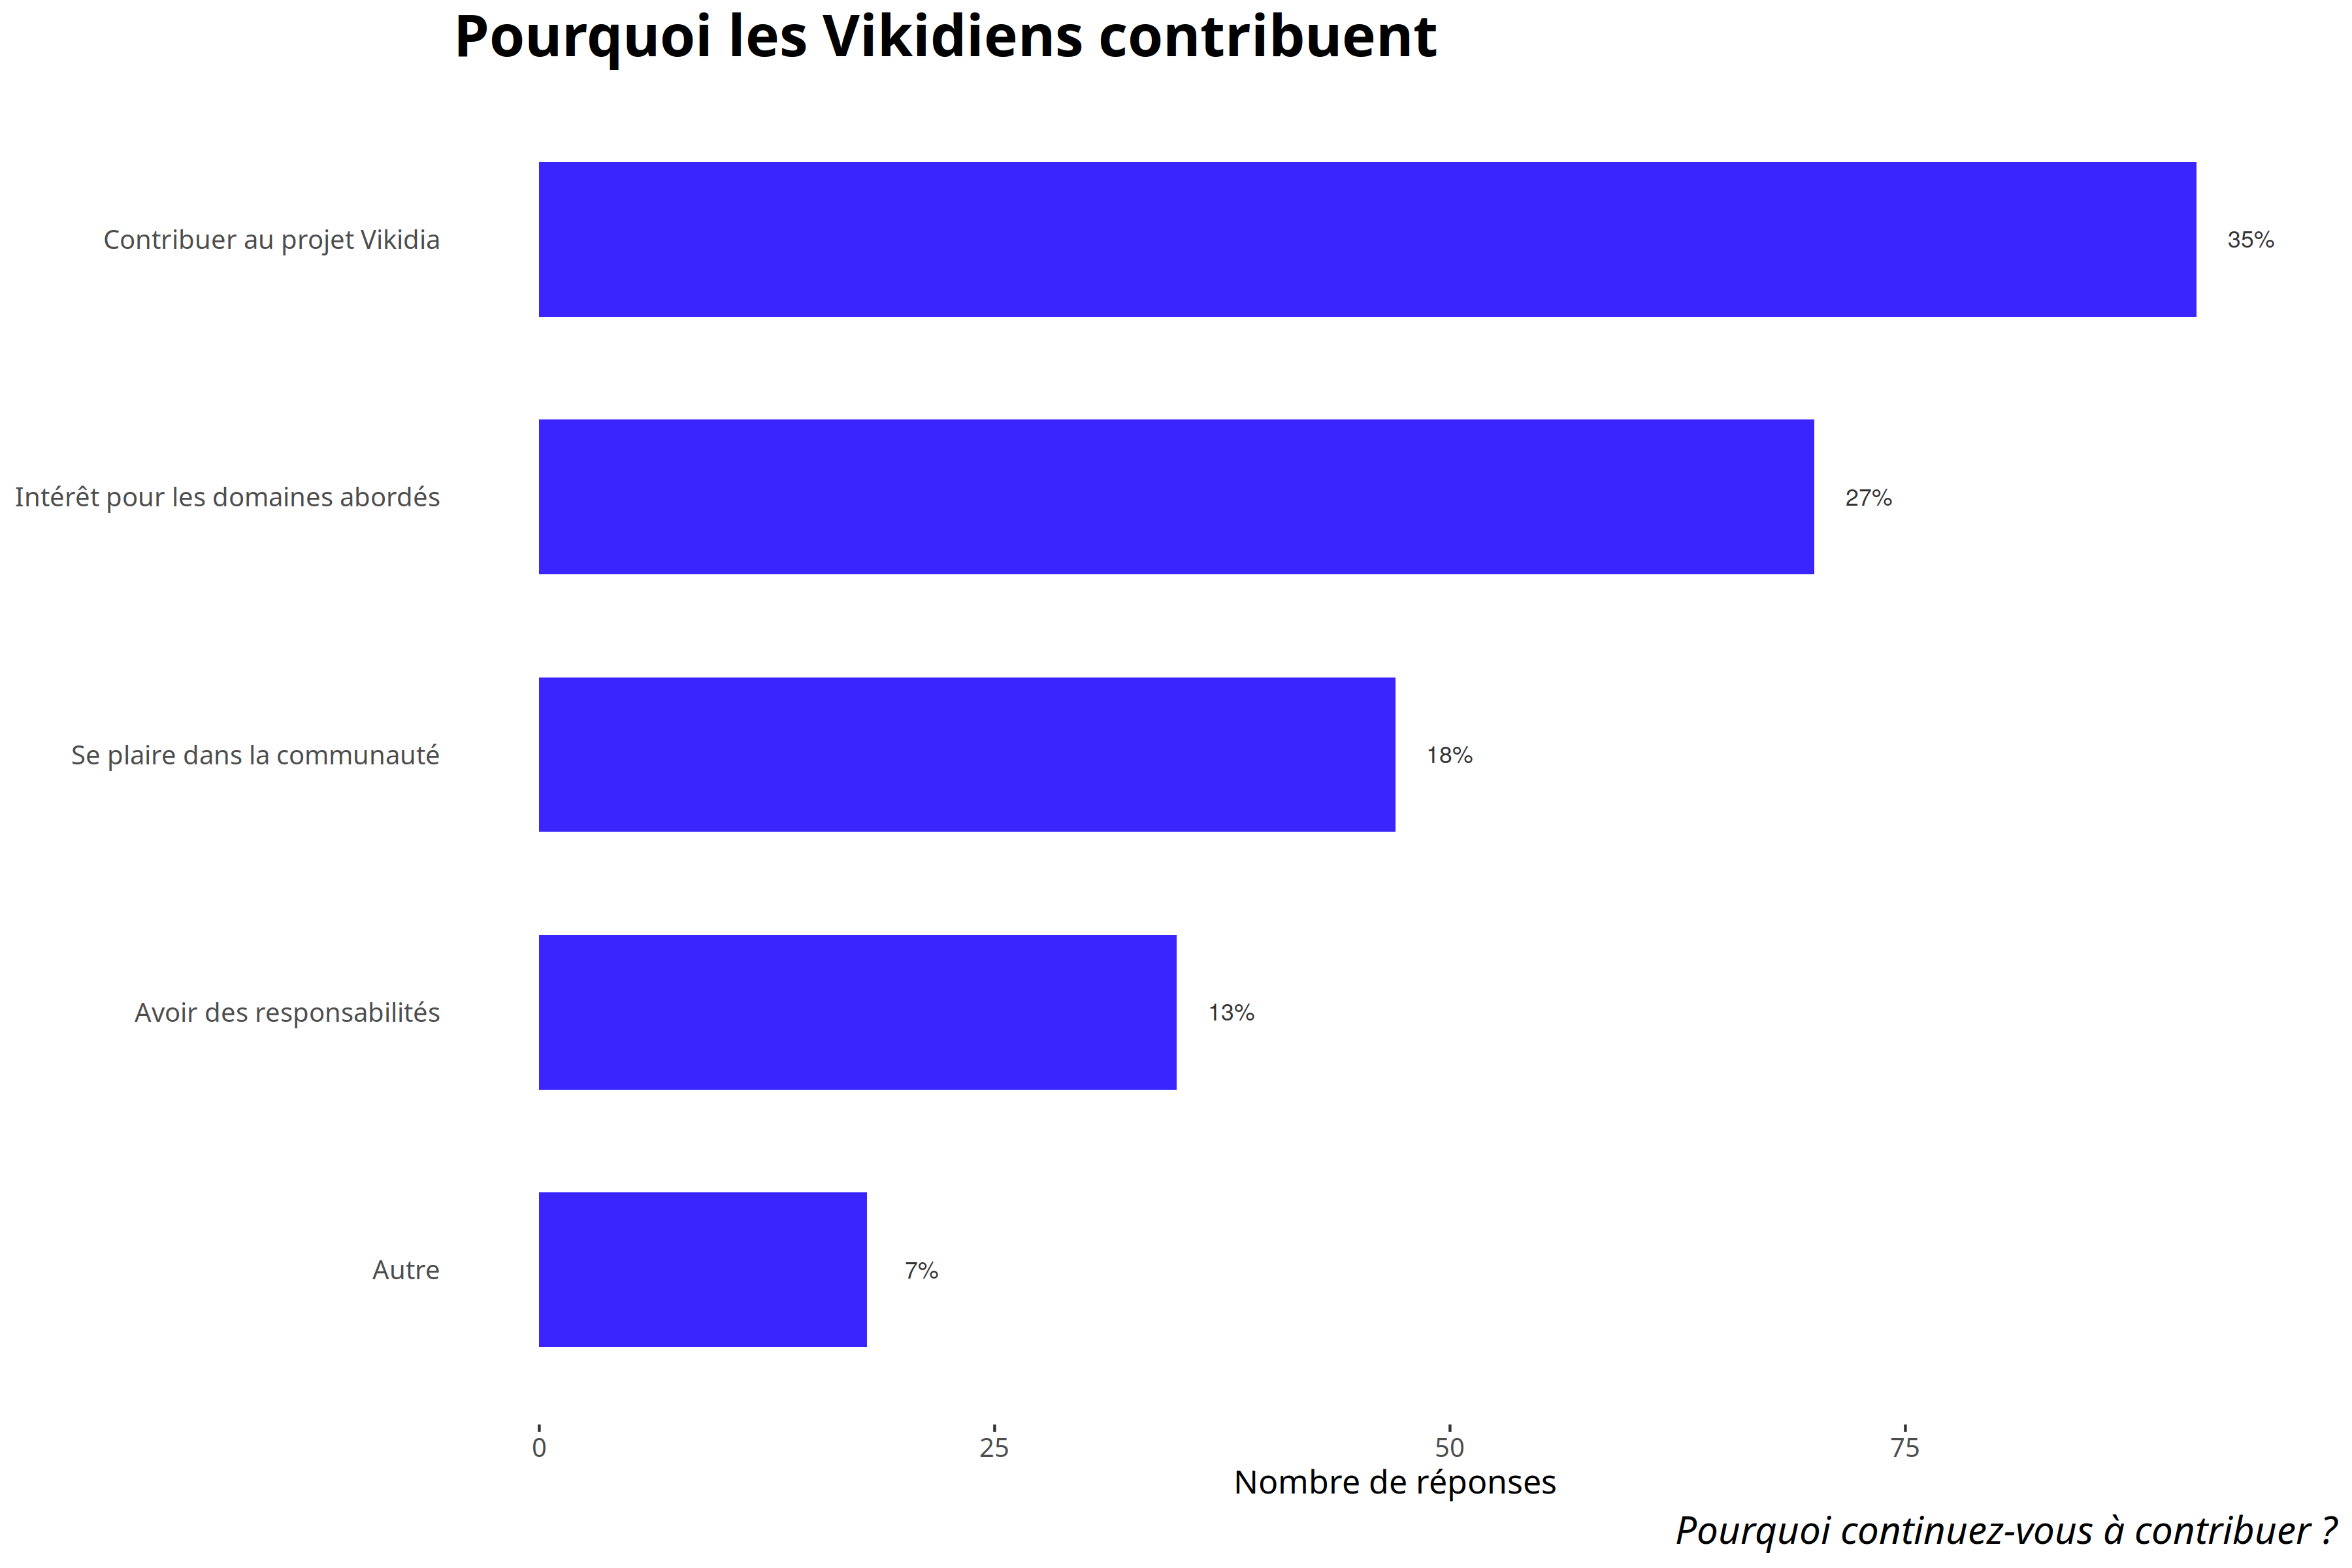 Pourquoi les Vikidiens contribuent
Contribuer au projet Vikidia
35%
Intérêt pour les domaines abordés
27%
Se plaire dans la communauté
18%
Avoir des responsabilités
13%
Autre
7%
0 25 50 75
Nombre de réponses
Pourquoi continuez-vous à contribuer ?